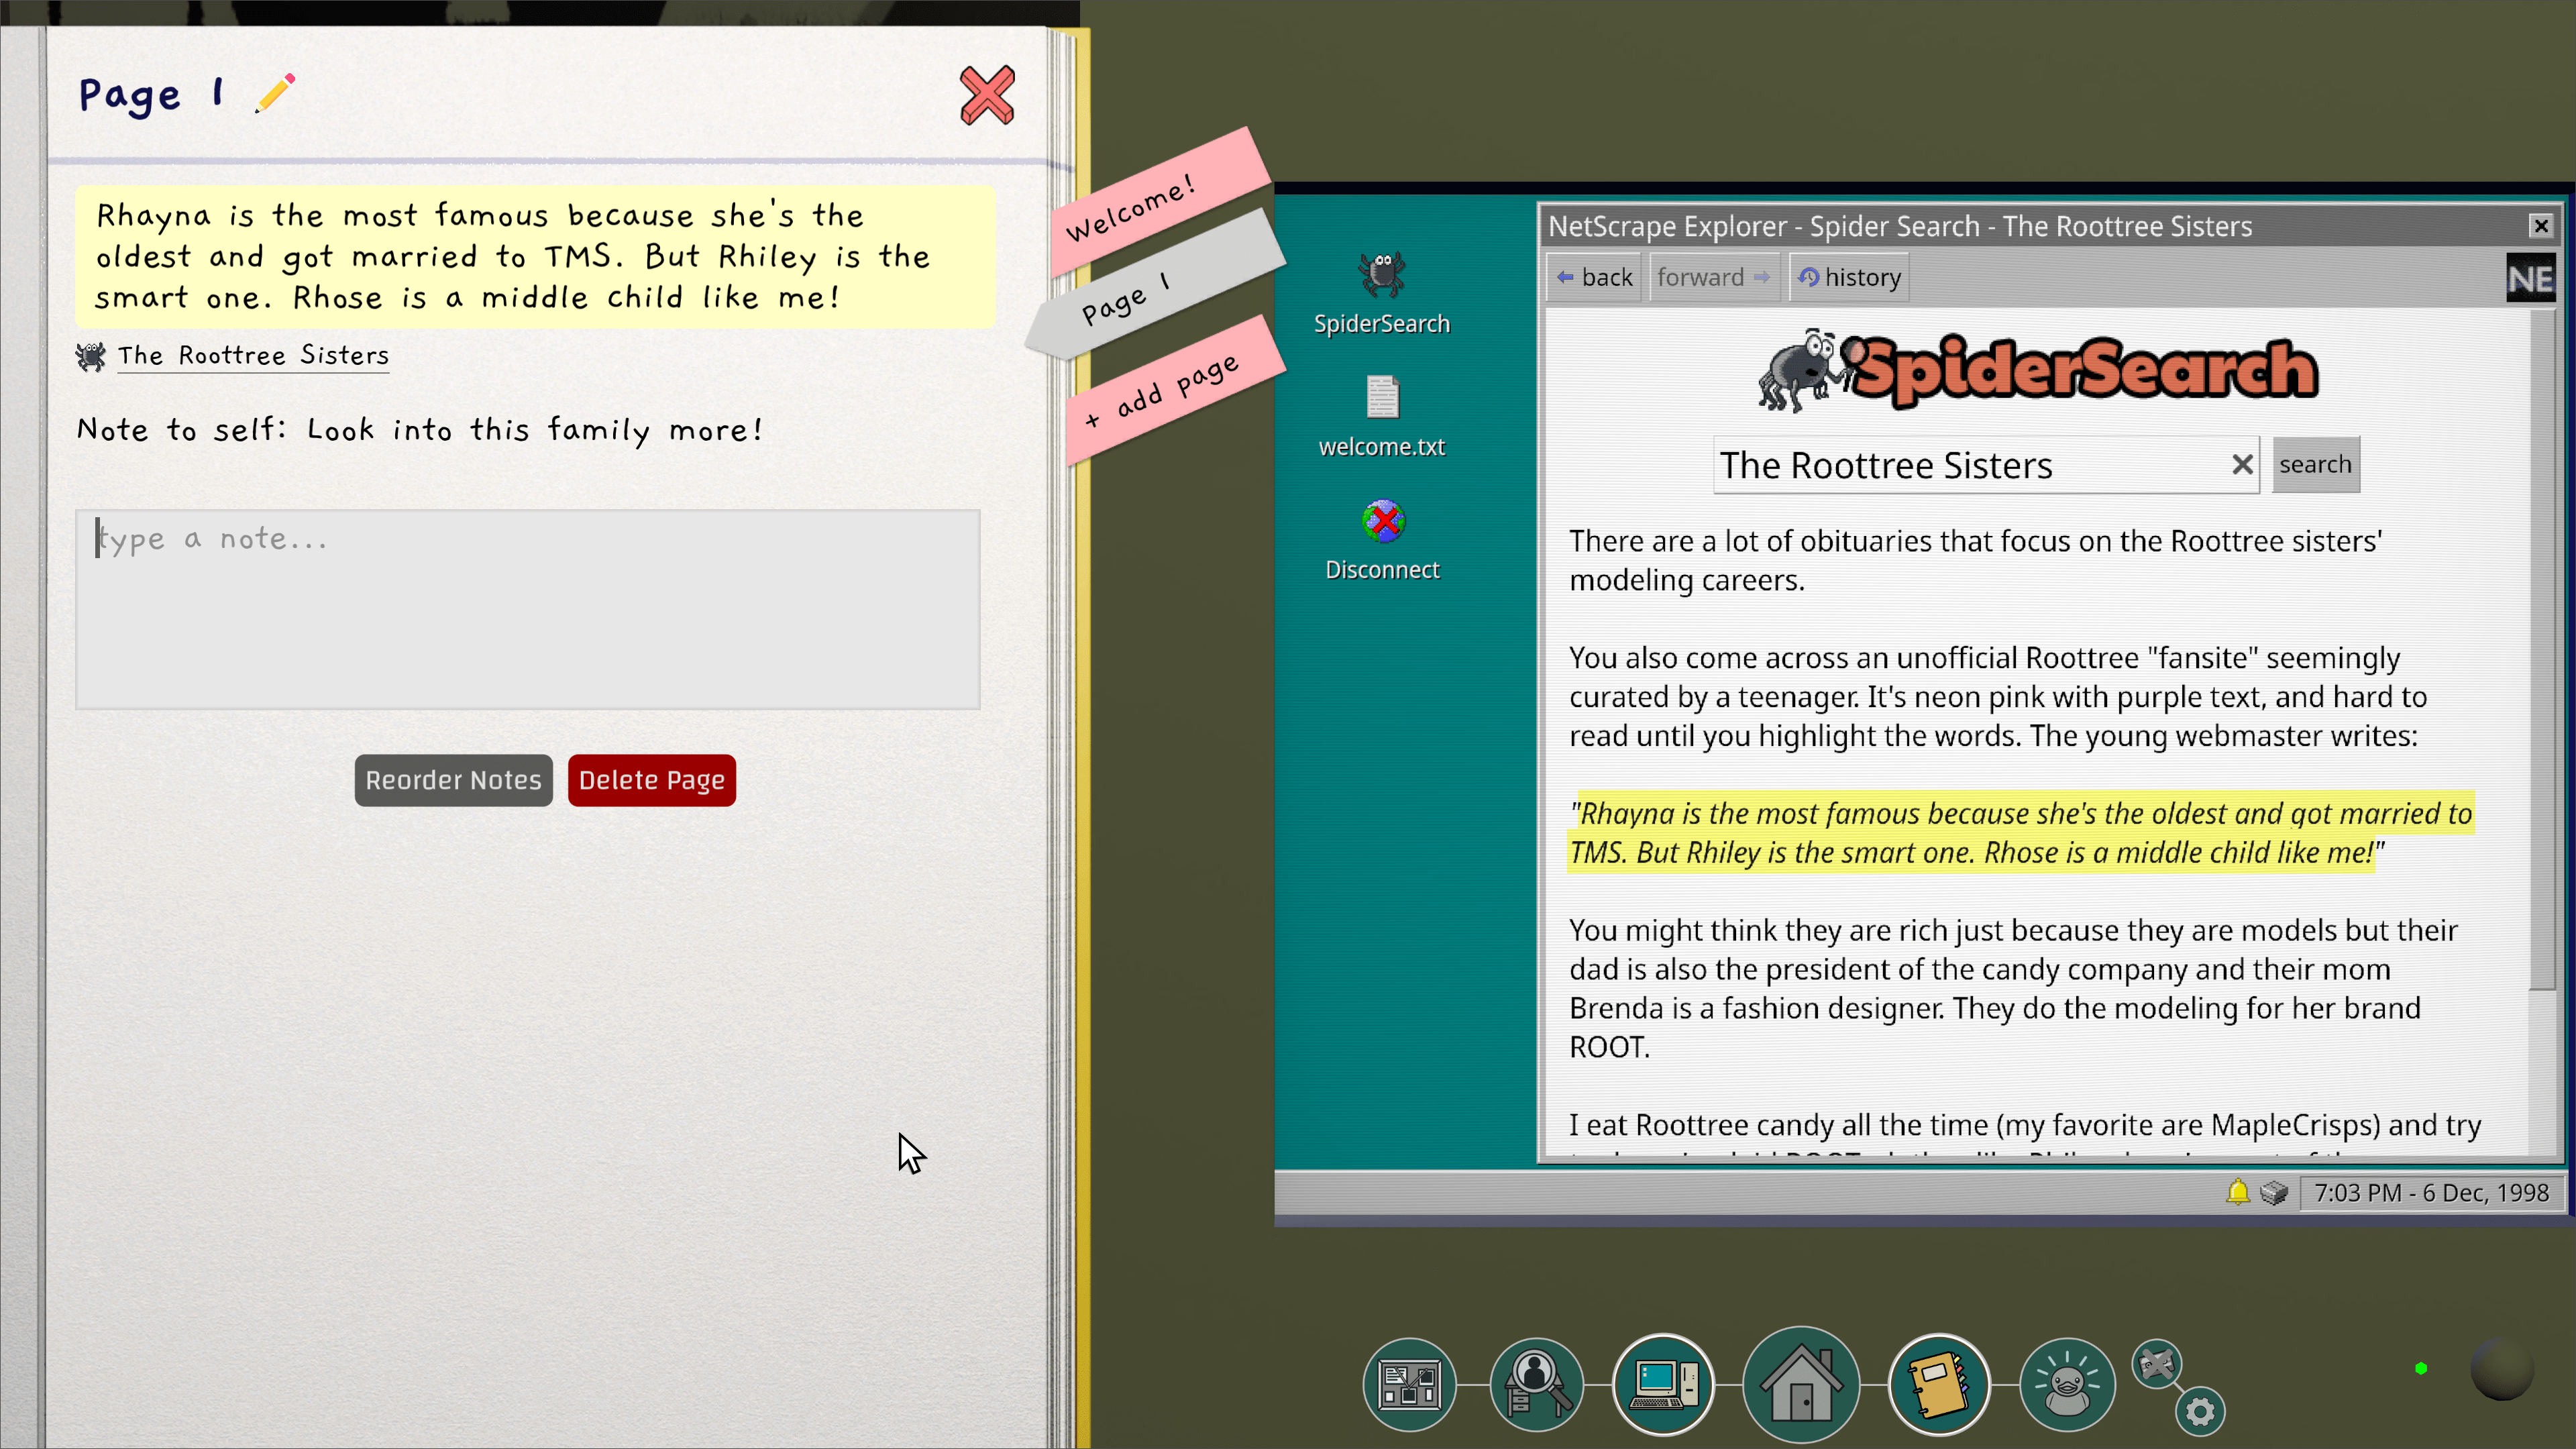 Page 1
Rhayna is the most famous because she's the
oldest and got married to TMS. But Rhiley is the
smart one. Rhose is a middle child like me!
The Roottree Sisters
Note to self: Look into this family more!
type a note...
Reorder Notes
Delete Page
Welcome!
Page 1
+ add page
SpiderSearch
welcome.txt
Disconnect
NetScrape Explorer - Spider Search - The Roottree Sisters
back
forward
history
NE
SpiderSearch
The Roottree Sisters
search
There are a lot of obituaries that focus on the Roottree sisters'
modeling careers.
You also come across an unofficial Roottree "fansite" seemingly
curated by a teenager. It's neon pink with purple text, and hard to
read until you highlight the words. The young webmaster writes:
"Rhayna is the most famous because she's the oldest and got married to
TMS. But Rhiley is the smart one. Rhose is a middle child like me!"
You might think they are rich just because they are models but their
dad is also the president of the candy company and their mom
Brenda is a fashion designer. They do the modeling for her brand
ROOT.
I eat Roottree candy all the time (my favorite are MapleCrisps) and try
7:03 PM - 6 Dec, 1998